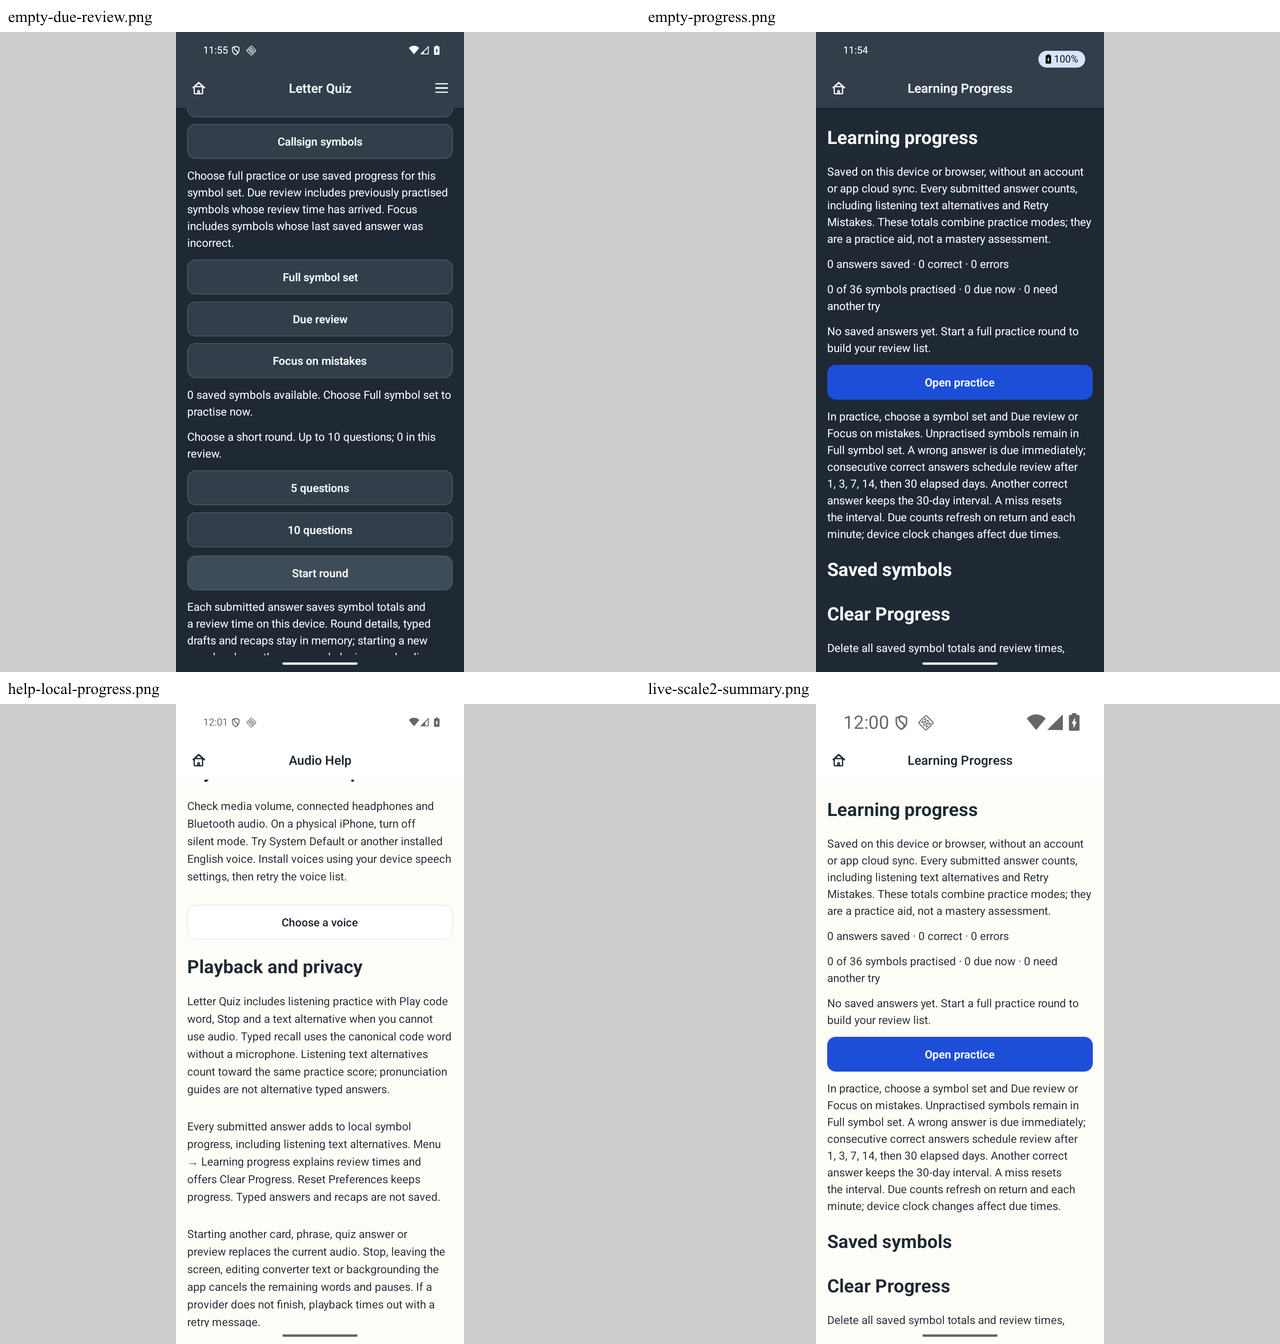 empty-due-review.png
11:55
Letter Quiz
Callsign symbols
Choose full practice or use saved progress for this
symbol set. Due review includes previously practised
symbols whose review time has arrived. Focus
includes symbols whose last saved answer was
incorrect.
Full symbol set
Due review
Focus on mistakes
0 saved symbols available. Choose Full symbol set to
practise now.
Choose a short round. Up to 10 questions; 0 in this
review.
5 questions
10 questions
Start round
Each submitted answer saves symbol totals and
a review time on this device. Round details, typed
drafts and recaps stay in memory; starting a new
empty-progress.png
11:54
100%
Learning Progress
Learning progress
Saved on this device or browser, without an account
or app cloud sync. Every submitted answer counts,
including listening text alternatives and Retry
Mistakes. These totals combine practice modes; they
are a practice aid, not a mastery assessment.
0 answers saved · 0 correct · 0 errors
0 of 36 symbols practised · 0 due now · 0 need
another try
No saved answers yet. Start a full practice round to
build your review list.
Open practice
In practice, choose a symbol set and Due review or
Focus on mistakes. Unpractised symbols remain in
Full symbol set. A wrong answer is due immediately;
consecutive correct answers schedule review after
1, 3, 7, 14, then 30 elapsed days. Another correct
answer keeps the 30-day interval. A miss resets
the interval. Due counts refresh on return and each
minute; device clock changes affect due times.
Saved symbols
Clear Progress
Delete all saved symbol totals and review times,
help-local-progress.png
12:01
Audio Help
Check media volume, connected headphones and
Bluetooth audio. On a physical iPhone, turn off
silent mode. Try System Default or another installed
English voice. Install voices using your device speech
settings, then retry the voice list.
Choose a voice
Playback and privacy
Letter Quiz includes listening practice with Play code
word, Stop and a text alternative when you cannot
use audio. Typed recall uses the canonical code word
without a microphone. Listening text alternatives
count toward the same practice score; pronunciation
guides are not alternative typed answers.
Every submitted answer adds to local symbol
progress, including listening text alternatives. Menu
→ Learning progress explains review times and
offers Clear Progress. Reset Preferences keeps
progress. Typed answers and recaps are not saved.
Starting another card, phrase, quiz answer or
preview replaces the current audio. Stop, leaving the
screen, editing converter text or backgrounding the
app cancels the remaining words and pauses. If a
provider does not finish, playback times out with a
retry message.
live-scale2-summary.png
12:00
Learning Progress
Learning progress
Saved on this device or browser, without an account
or app cloud sync. Every submitted answer counts,
including listening text alternatives and Retry
Mistakes. These totals combine practice modes; they
are a practice aid, not a mastery assessment.
0 answers saved · 0 correct · 0 errors
0 of 36 symbols practised · 0 due now · 0 need
another try
No saved answers yet. Start a full practice round to
build your review list.
Open practice
In practice, choose a symbol set and Due review or
Focus on mistakes. Unpractised symbols remain in
Full symbol set. A wrong answer is due immediately;
consecutive correct answers schedule review after
1, 3, 7, 14, then 30 elapsed days. Another correct
answer keeps the 30-day interval. A miss resets
the interval. Due counts refresh on return and each
minute; device clock changes affect due times.
Saved symbols
Clear Progress
Delete all saved symbol totals and review times,